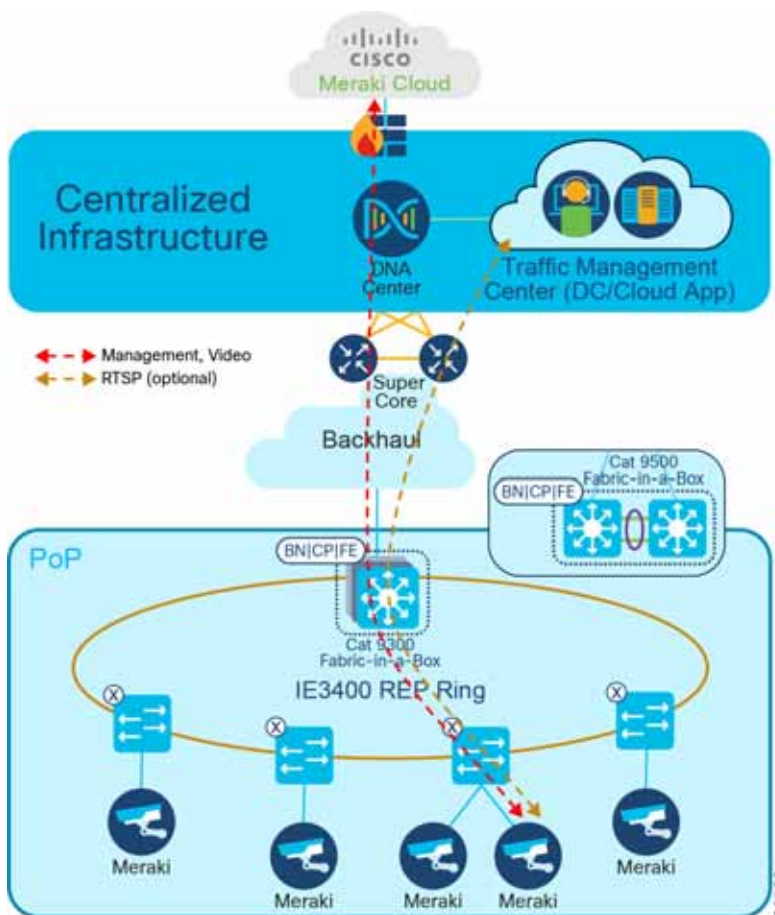 CISCO
Meraki Cloud
Centralized
Infrastructure
DNA
Center
Traffic Management
Center (DC/Cloud App)
Management, Video
RTSP (optional)
Super
Core
Backhaul
Cat 9500
Fabric-in-a-Box
BN|CP|FE
PoP
BN|CP|FE
Cat 9300
Fabric-in-a-Box
IE3400 REP Ring
X
X
X
X
Meraki
Meraki
Meraki
Meraki
Meraki